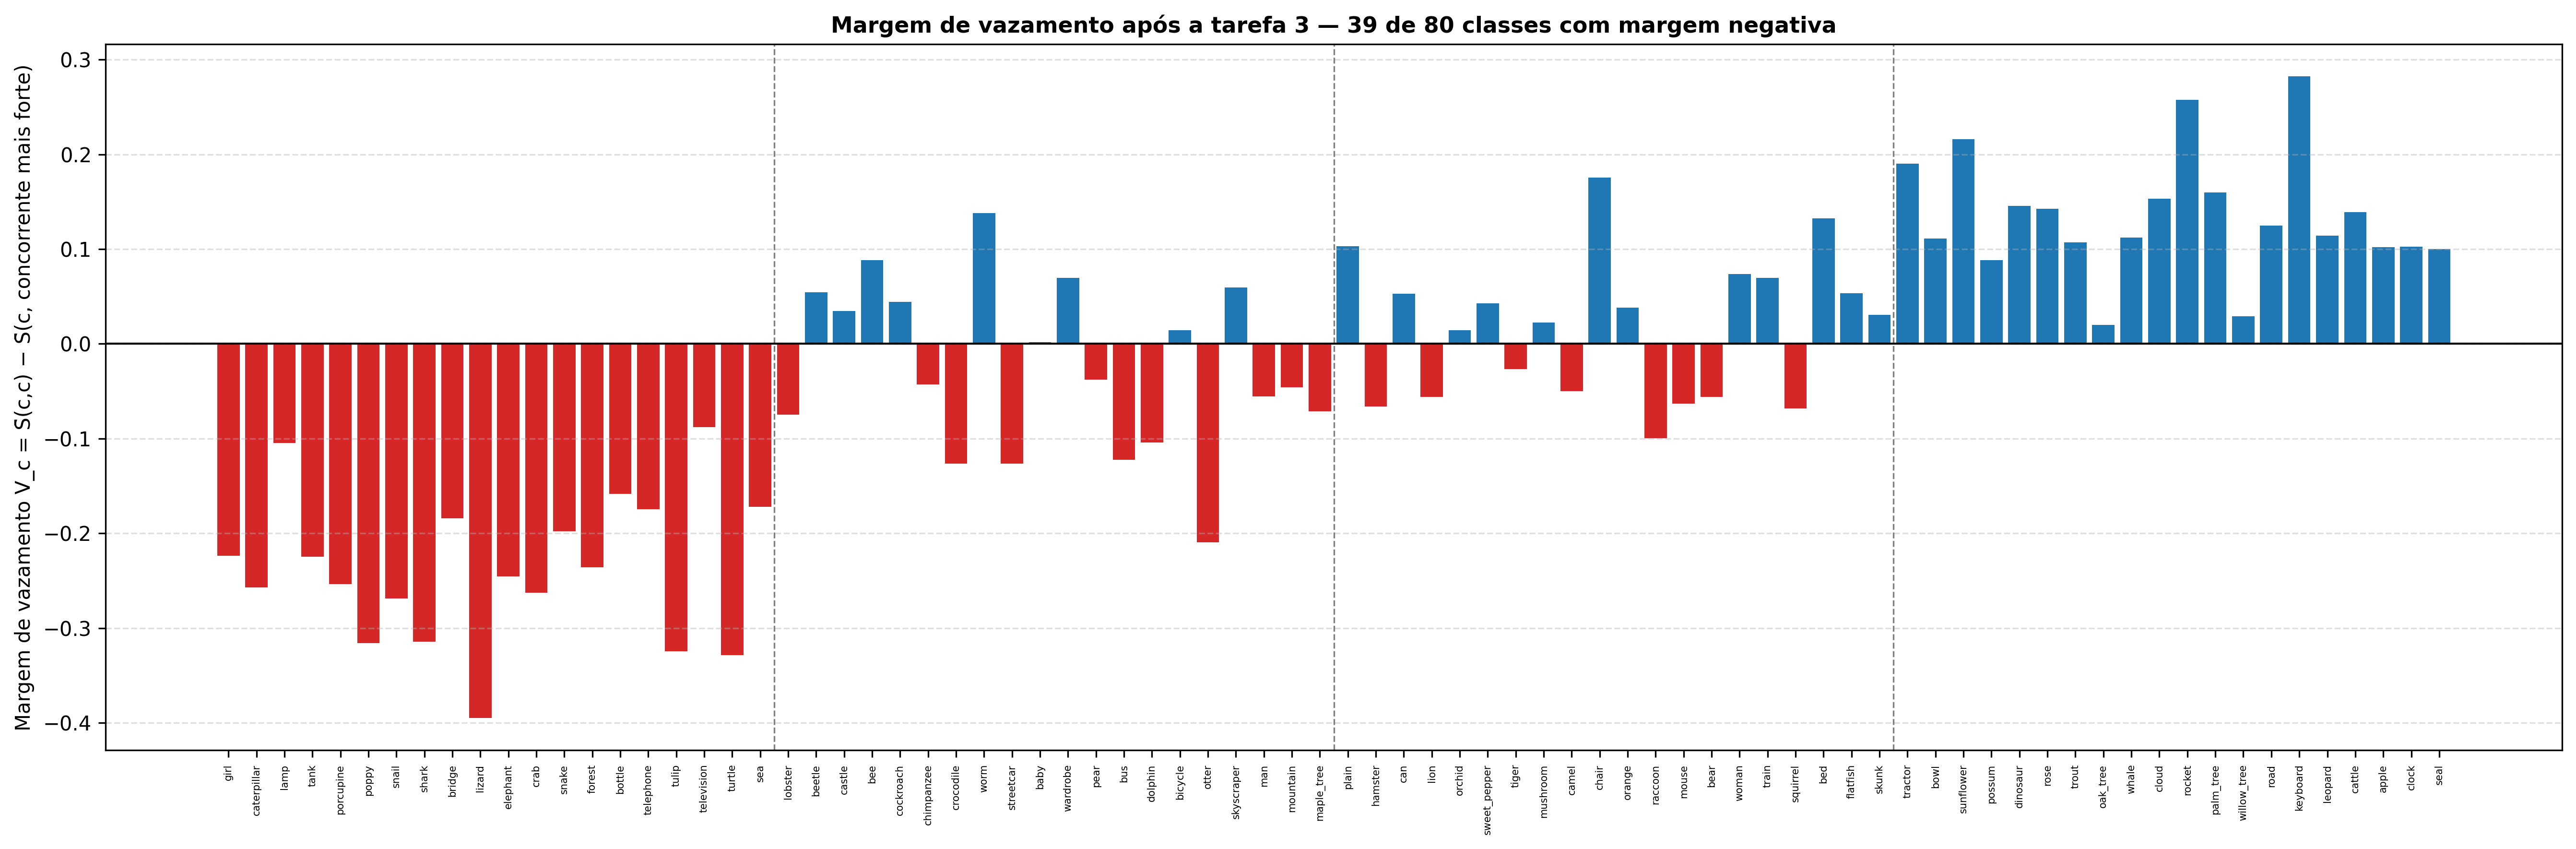 Margem de vazamento após a tarefa 3 — 39 de 80 classes com margem negativa
Margem de vazamento V_c = S(c,c) − S(c, concorrente mais forte)
0.3
0.2
0.1
0.0
−0.1
−0.2
−0.3
−0.4
girl
caterpillar
lamp
tank
porcupine
poppy
snail
shark
bridge
lizard
elephant
crab
snake
forest
bottle
telephone
tulip
television
turtle
sea
lobster
beetle
castle
bee
cockroach
chimpanzee
crocodile
worm
streetcar
baby
wardrobe
pear
bus
dolphin
bicycle
otter
skyscraper
man
mountain
maple_tree
plain
hamster
can
lion
orchid
sweet_pepper
tiger
mushroom
camel
chair
orange
raccoon
mouse
bear
woman
train
squirrel
bed
flatfish
skunk
tractor
bowl
sunflower
possum
dinosaur
rose
trout
oak_tree
whale
cloud
rocket
palm_tree
willow_tree
road
keyboard
leopard
cattle
apple
clock
seal